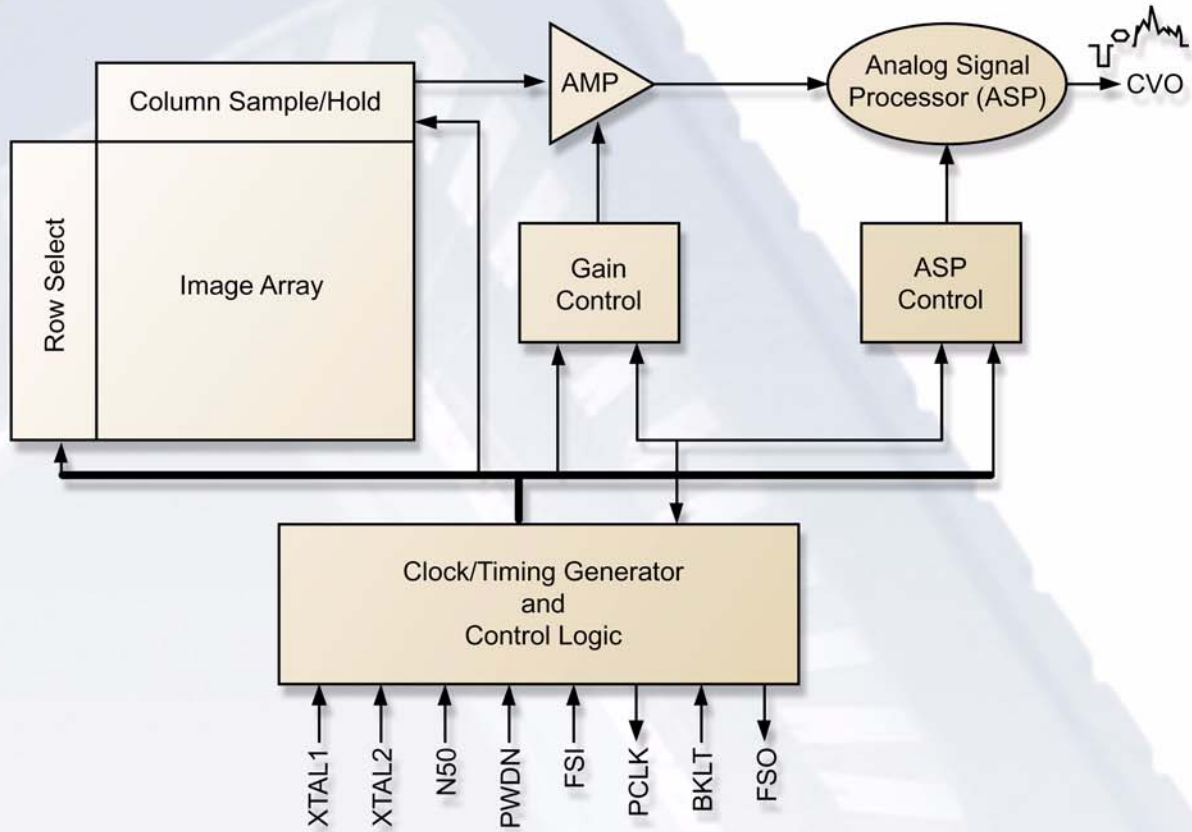 Column Sample/Hold
AMP
Analog Signal
Processor (ASP)
CVO
Row Select
Image Array
Gain
Control
ASP
Control
Clock/Timing Generator
and
Control Logic
XTAL1
XTAL2
N50
PWDN
FSI
PCLK
BKLT
FSO